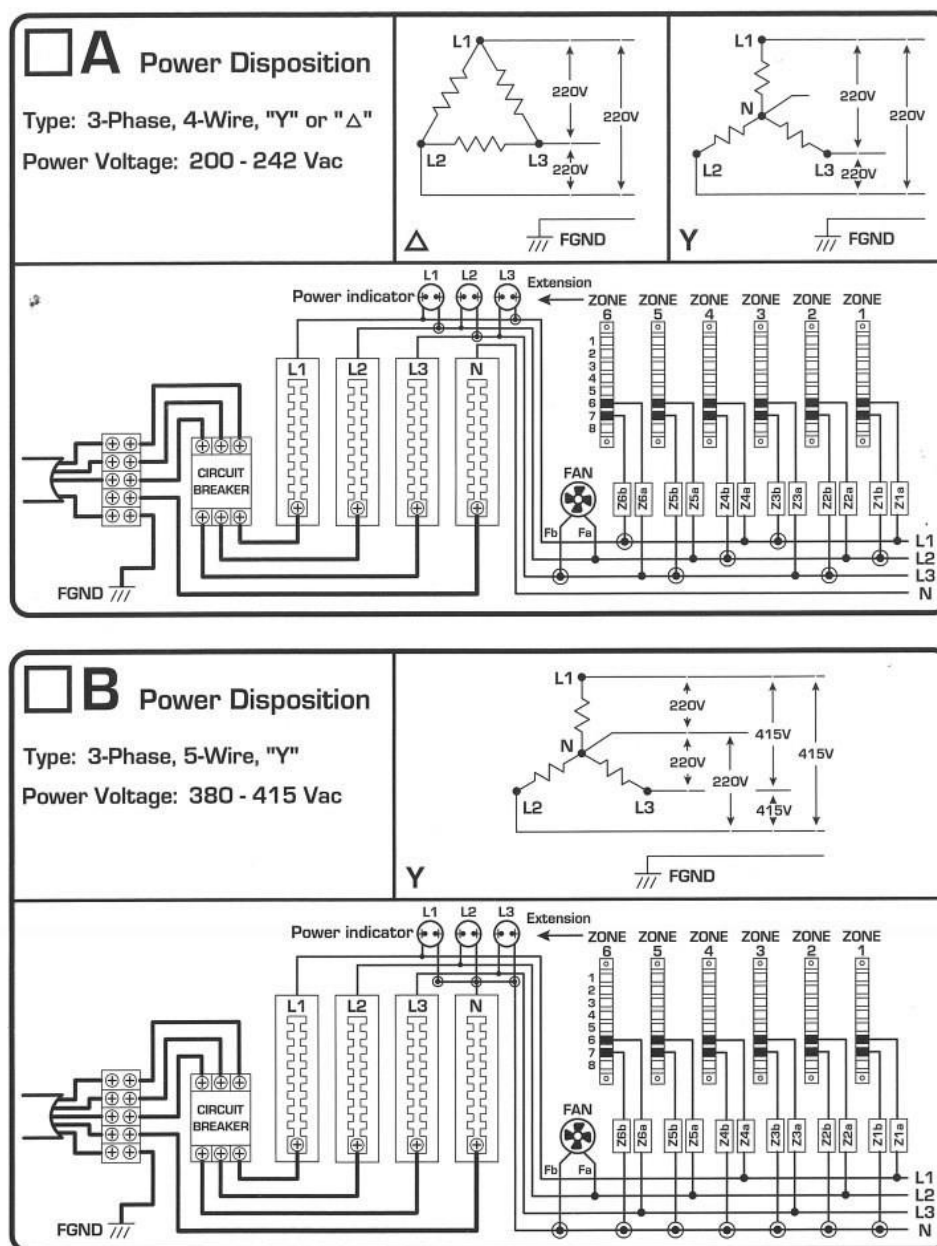 A Power Disposition
Type: 3-Phase, 4-Wire, "Y" or "△"
Power Voltage: 200 - 242 Vac
L1
L2
L3
220V
220V
220V
FGND
△
L1
N
L2
L3
220V
220V
220V
FGND
Y
Power indicator
L1 L2 L3
Extension
ZONE ZONE ZONE ZONE ZONE ZONE
6 5 4 3 2 1
1
2
3
4
5
6
7
8
L1 L2 L3 N
CIRCUIT
BREAKER
FGND
FAN
Fb Fa
Z6b Z6a Z5b Z5a Z4b Z4a Z3b Z3a Z2b Z2a Z1b Z1a
L1
L2
L3
N
B Power Disposition
Type: 3-Phase, 5-Wire, "Y"
Power Voltage: 380 - 415 Vac
L1
N
L2
L3
220V
220V
220V
415V
415V
415V
FGND
Y
Power indicator
L1 L2 L3
Extension
ZONE ZONE ZONE ZONE ZONE ZONE
6 5 4 3 2 1
1
2
3
4
5
6
7
8
L1 L2 L3 N
CIRCUIT
BREAKER
FGND
FAN
Fb Fa
Z6b Z6a Z5b Z5a Z4b Z4a Z3b Z3a Z2b Z2a Z1b Z1a
L1
L2
L3
N